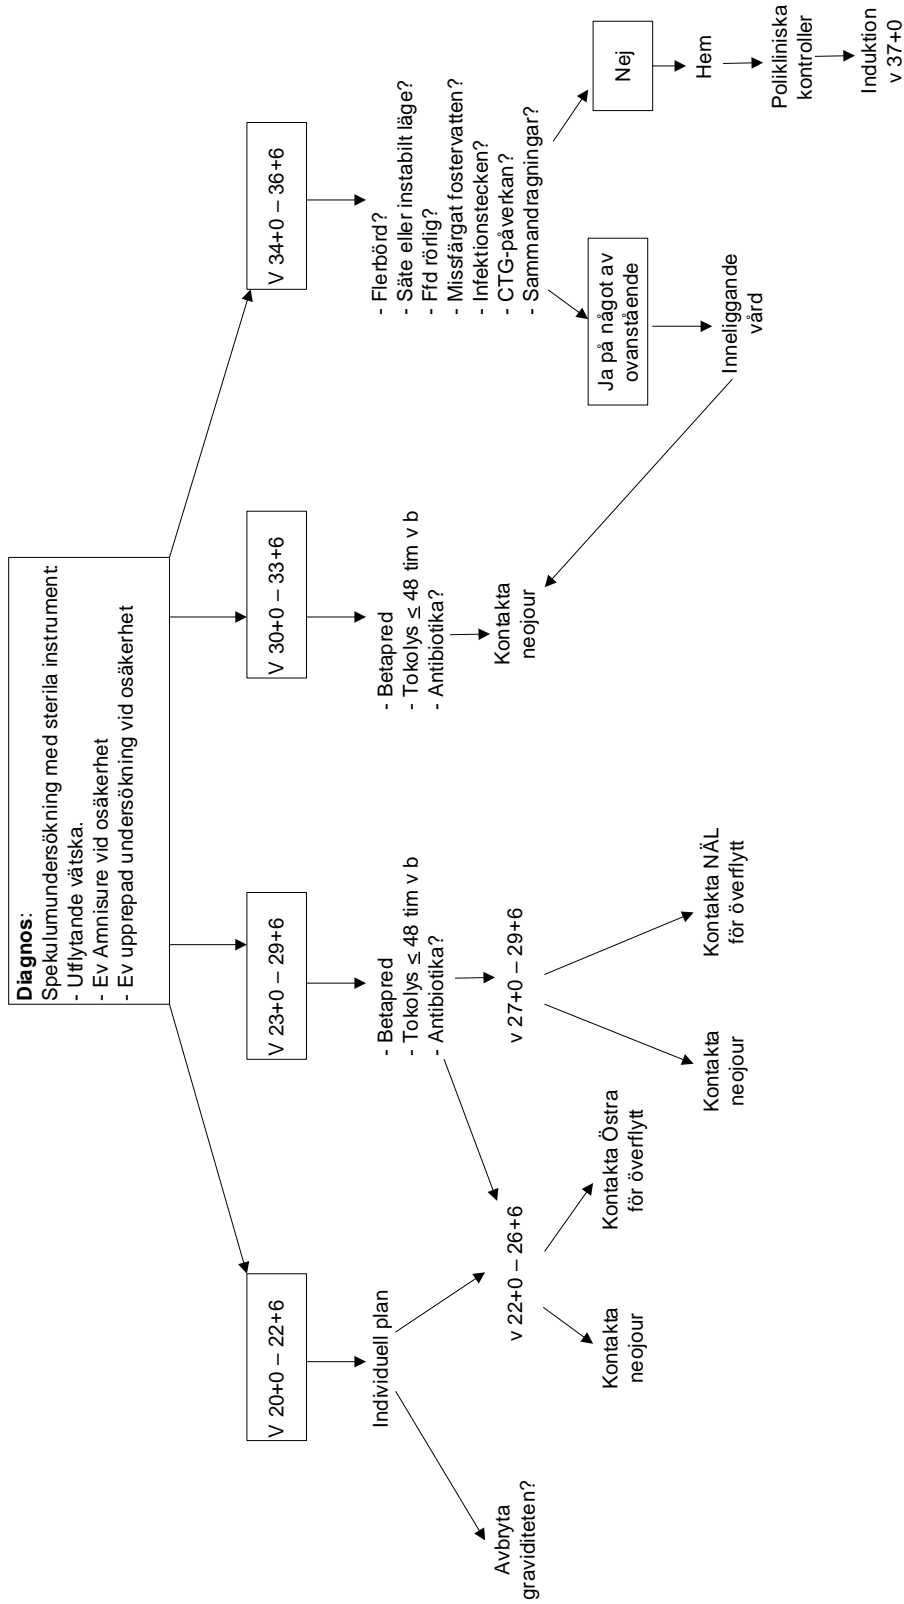 Diagnos:
Spekulumundersökning med sterila instrument:
- Utflytande vätska.
- Ev Amnisure vid osäkerhet
- Ev upprepad undersökning vid osäkerhet
V 20+0 – 22+6
Individuell plan
Avbryta
graviditeten?
v 22+0 – 26+6
Kontakta
neojour
Kontakta Östra
för överflytt
V 23+0 – 29+6
- Betapred
- Tokolys ≤ 48 tim v b
- Antibiotika?
v 27+0 – 29+6
Kontakta
neojour
Kontakta NÄL
för överflytt
V 30+0 – 33+6
- Betapred
- Tokolys ≤ 48 tim v b
- Antibiotika?
Kontakta
neojour
V 34+0 – 36+6
- Flerbörd?
- Säte eller instabilt läge?
- Ffd rörlig?
- Missfärgat fostervatten?
- Infektionstecken?
- CTG-påverkan?
- Sammandragningar?
Ja på något av
ovanstående
Inneliggande
vård
Nej
Hem
Polikliniska
kontroller
Induktion
v 37+0